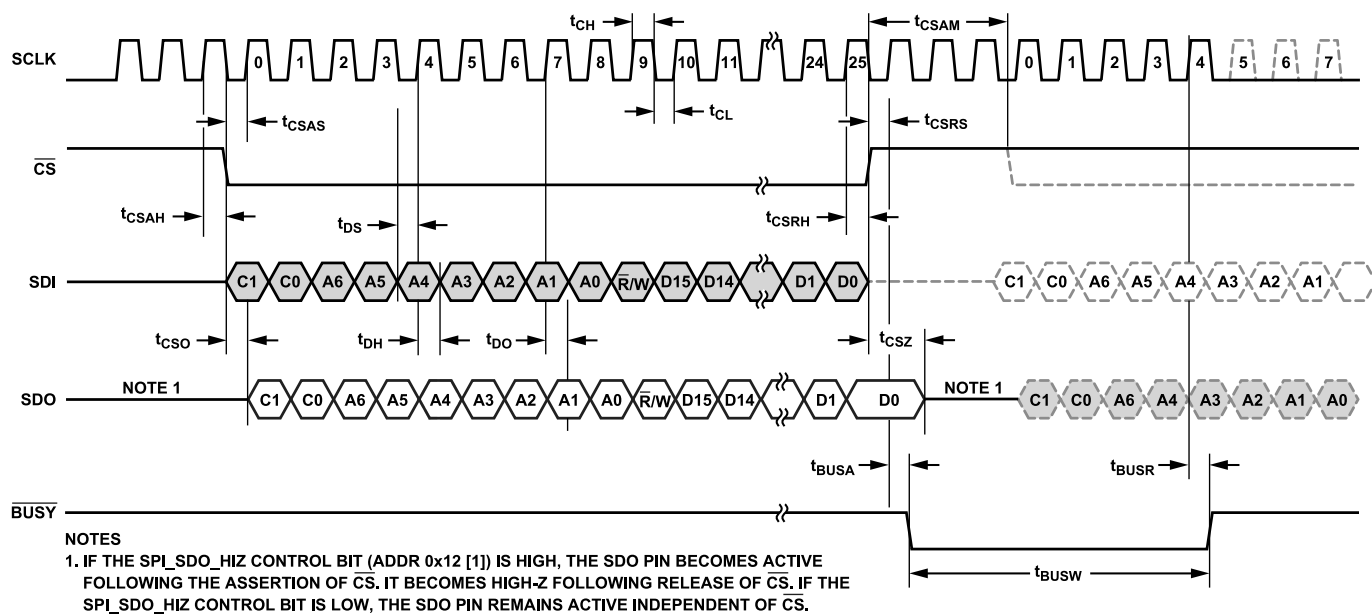 tCH
tCSAM
SCLK
0 1 2 3 4 5 6 7 8 9 10 11 24 25 0 1 2 3 4 5 6 7
tCSAS
tCL
tCSRS
CS
tCSAH
tDS
tCSRH
SDI
C1 C0 A6 A5 A4 A3 A2 A1 A0 R/W D15 D14 D1 D0 C1 C0 A6 A5 A4 A3 A2 A1
tCSO
tDH
tDO
tCSZ
SDO
NOTE 1
C1 C0 A6 A5 A4 A3 A2 A1 A0 R/W D15 D14 D1 D0
NOTE 1
C1 C0 A6 A4 A3 A2 A1 A0
tBUSA
tBUSR
BUSY
tBUSW
NOTES
1. IF THE SPI_SDO_HIZ CONTROL BIT (ADDR 0x12 [1]) IS HIGH, THE SDO PIN BECOMES ACTIVE
FOLLOWING THE ASSERTION OF CS. IT BECOMES HIGH-Z FOLLOWING RELEASE OF CS. IF THE
SPI_SDO_HIZ CONTROL BIT IS LOW, THE SDO PIN REMAINS ACTIVE INDEPENDENT OF CS.